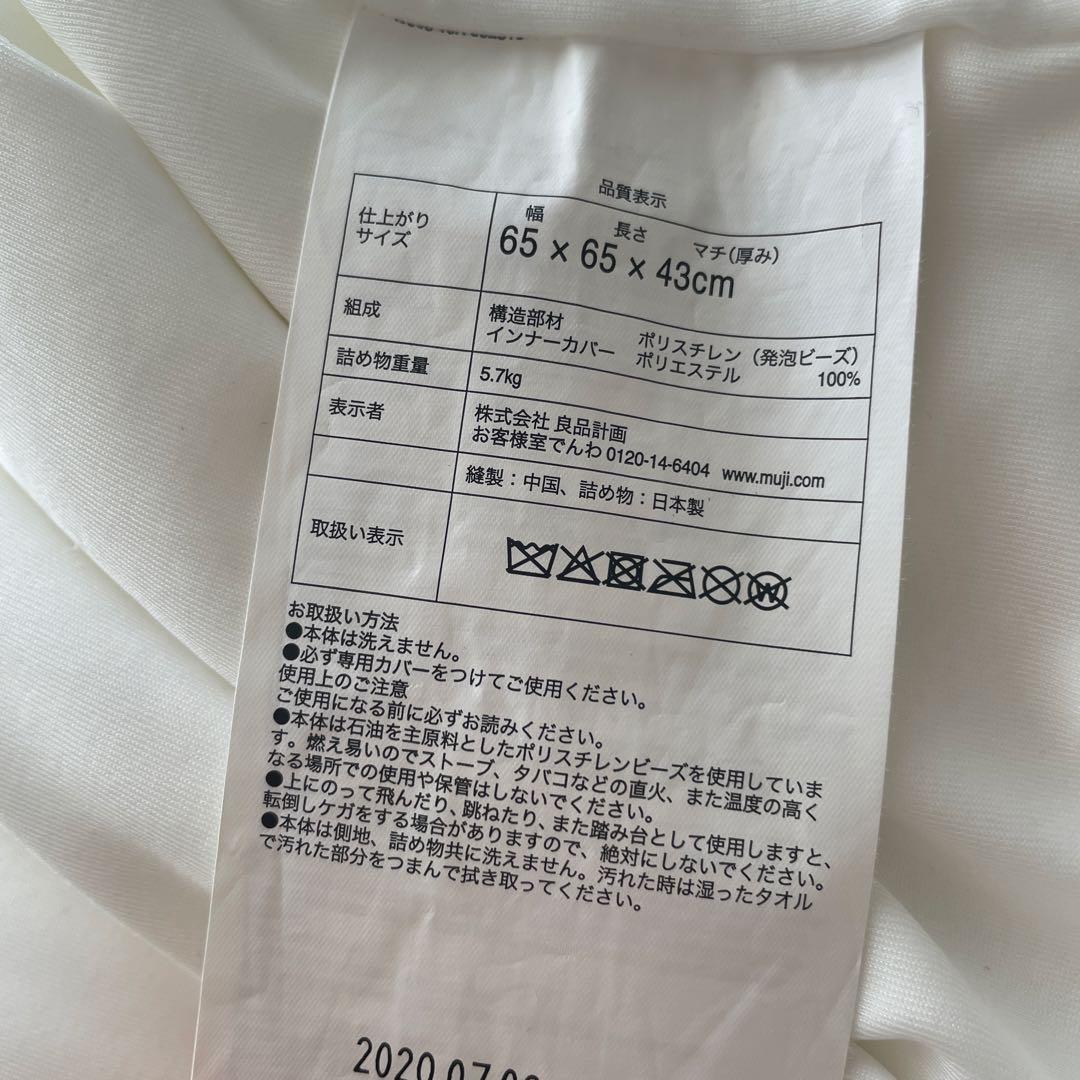 品質表示
仕上がり
サイズ
幅 長さ マチ(厚み)
65 × 65 × 43cm
組成
構造部材 ポリスチレン(発泡ビーズ)
インナーカバー ポリエステル 100%
詰め物重量
5.7kg
表示者
株式会社 良品計画
お客様室でんわ 0120-14-6404 www.muji.com
縫製:中国、詰め物:日本製
取扱い表示
W
お取扱い方法
●本体は洗えません。
●必ず専用カバーをつけてご使用ください。
使用上のご注意
ご使用になる前に必ずお読みください。
●本体は石油を主原料としたポリスチレンビーズを使用していま
す。燃え易いのでストーブ、タバコなどの直火、また温度の高く
なる場所での使用や保管はしないでください。
●上にのって飛んだり、跳ねたり、また踏み台として使用しますと、
転倒しケガをする場合がありますので、絶対にしないでください。
●本体は側地、詰め物共に洗えません。汚れた時は湿ったタオル
で汚れた部分をつまんで拭き取ってください。
2020.07